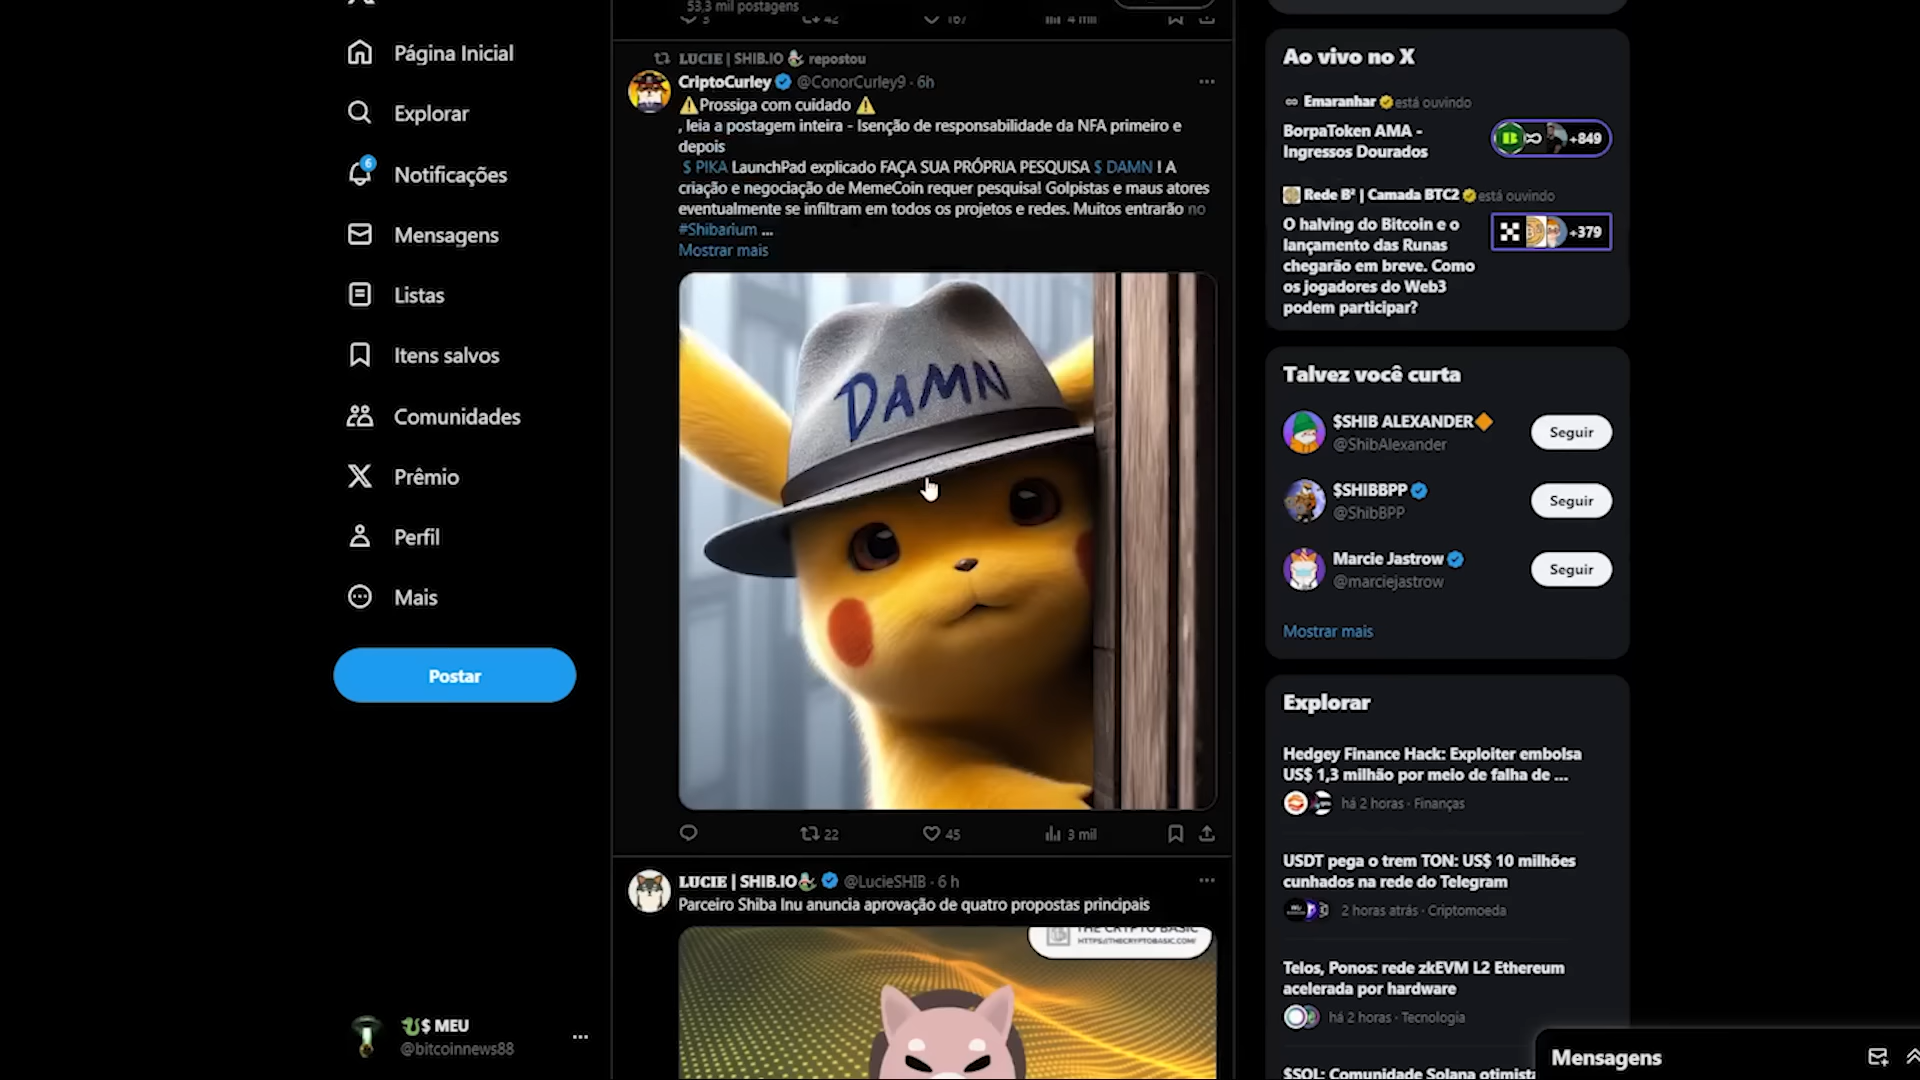 Página Inicial
Explorar
6
Notificações
Mensagens
Listas
Itens salvos
Comunidades
Prêmio
Perfil
Mais
Postar
$ MEU
@bitcoinnews88
53,3 mil postagens
3 42 167 4 mil
LUCIE | SHIB.IO repostou
CriptoCurley @ConorCurley9 · 6h
Prossiga com cuidado
, leia a postagem inteira - Isenção de responsabilidade da NFA primeiro e
depois
$ PIKA LaunchPad explicado FAÇA SUA PRÓPRIA PESQUISA $ DAMN ! A
criação e negociação de MemeCoin requer pesquisa! Golpistas e maus atores
eventualmente se infiltram em todos os projetos e redes. Muitos entrarão no
#Shibarium ...
Mostrar mais
DAMN
22 45 3 mil
LUCIE | SHIB.IO @LucieSHIB · 6 h
Parceiro Shiba Inu anuncia aprovação de quatro propostas principais
THE CRYPTO BASIC
HTTPS://THECRYPTOBASIC.COM/
Ao vivo no X
Emaranhar está ouvindo
BorpaToken AMA -
Ingressos Dourados
+849
Rede B² | Camada BTC2 está ouvindo
O halving do Bitcoin e o
lançamento das Runas
chegarão em breve. Como
os jogadores do Web3
podem participar?
+379
Talvez você curta
$SHIB ALEXANDER
@ShibAlexander
Seguir
$SHIBBPP
@ShibBPP
Seguir
Marcie Jastrow
@marciejastrow
Seguir
Mostrar mais
Explorar
Hedgey Finance Hack: Exploiter embolsa
US$ 1,3 milhão por meio de falha de ...
há 2 horas · Finanças
USDT pega o trem TON: US$ 10 milhões
cunhados na rede do Telegram
2 horas atrás · Criptomoeda
Telos, Ponos: rede zkEVM L2 Ethereum
acelerada por hardware
há 2 horas · Tecnologia
$SOL: Comunidade Solana otimista
Mensagens